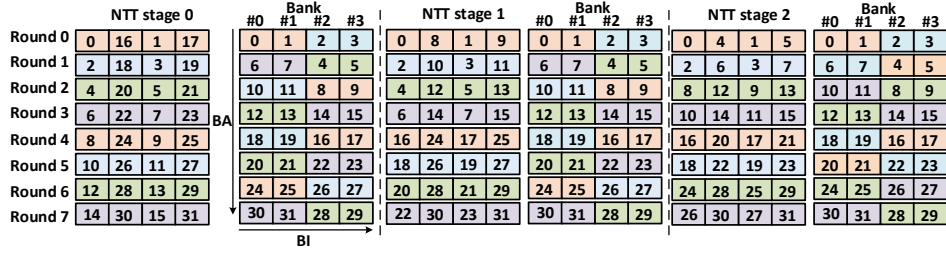 NTT stage 0 Bank NTT stage 1 Bank NTT stage 2 Bank
#0 #1 #2 #3 #0 #1 #2 #3 #0 #1 #2 #3
Round 0 0 16 1 17 0 1 2 3 0 8 1 9 0 1 2 3 0 4 1 5 0 1 2 3
Round 1 2 18 3 19 6 7 4 5 2 10 3 11 6 7 4 5 2 6 3 7 6 7 4 5
Round 2 4 20 5 21 10 11 8 9 4 12 5 13 10 11 8 9 8 12 9 13 10 11 8 9
Round 3 6 22 7 23 12 13 14 15 6 14 7 15 12 13 14 15 10 14 11 15 12 13 14 15
BA
Round 4 8 24 9 25 18 19 16 17 16 24 17 25 18 19 16 17 16 20 17 21 18 19 16 17
Round 5 10 26 11 27 20 21 22 23 18 26 19 27 20 21 22 23 18 22 19 23 20 21 22 23
Round 6 12 28 13 29 24 25 26 27 20 28 21 29 24 25 26 27 24 28 25 29 24 25 26 27
Round 7 14 30 15 31 30 31 28 29 22 30 23 31 30 31 28 29 26 30 27 31 30 31 28 29
BI